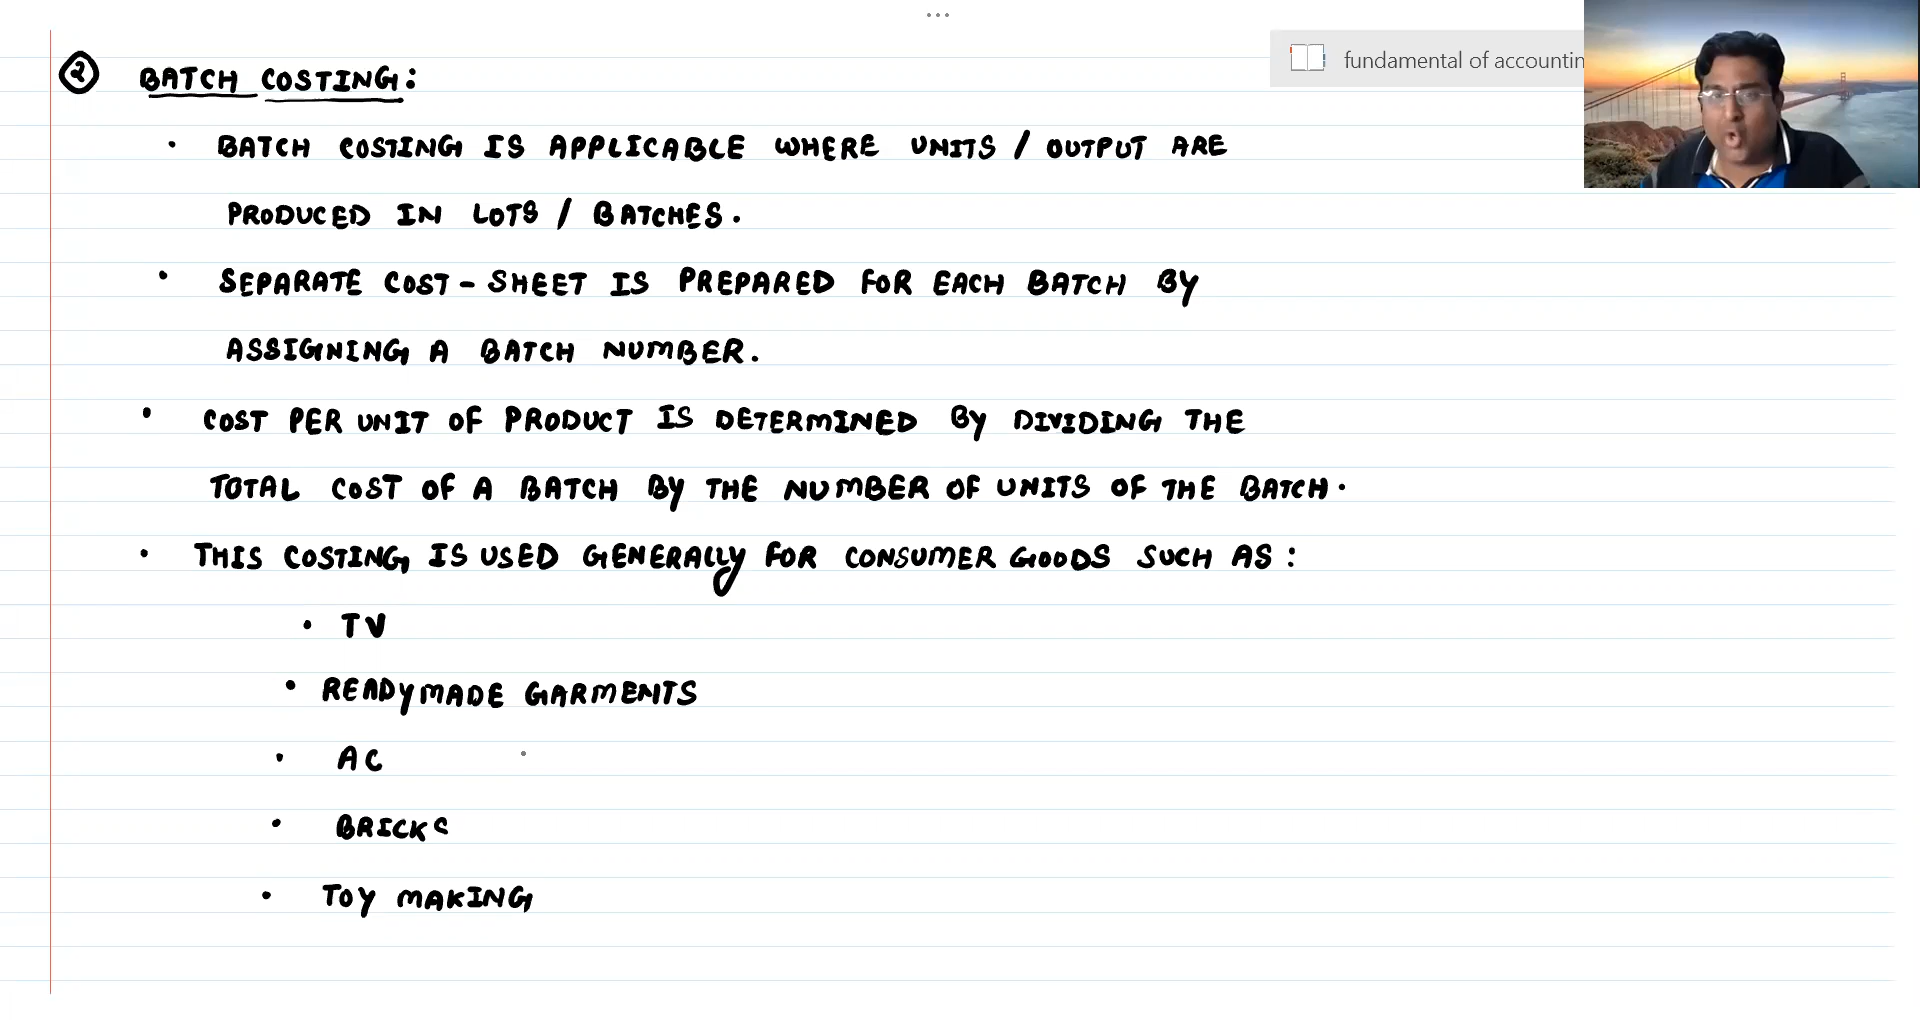 ② BATCH COSTING:
fundamental of accountin
• BATCH COSTING IS APPLICABLE WHERE UNITS / OUTPUT ARE
PRODUCED IN LOTS / BATCHES.
• SEPARATE COST - SHEET IS PREPARED FOR EACH BATCH BY
ASSIGNING A BATCH NUMBER.
• COST PER UNIT OF PRODUCT IS DETERMINED BY DIVIDING THE
TOTAL COST OF A BATCH BY THE NUMBER OF UNITS OF THE BATCH.
• THIS COSTING IS USED GENERALLY FOR CONSUMER GOODS SUCH AS:
• TV
• READYMADE GARMENTS
• AC
• BRICKS
• TOY MAKING